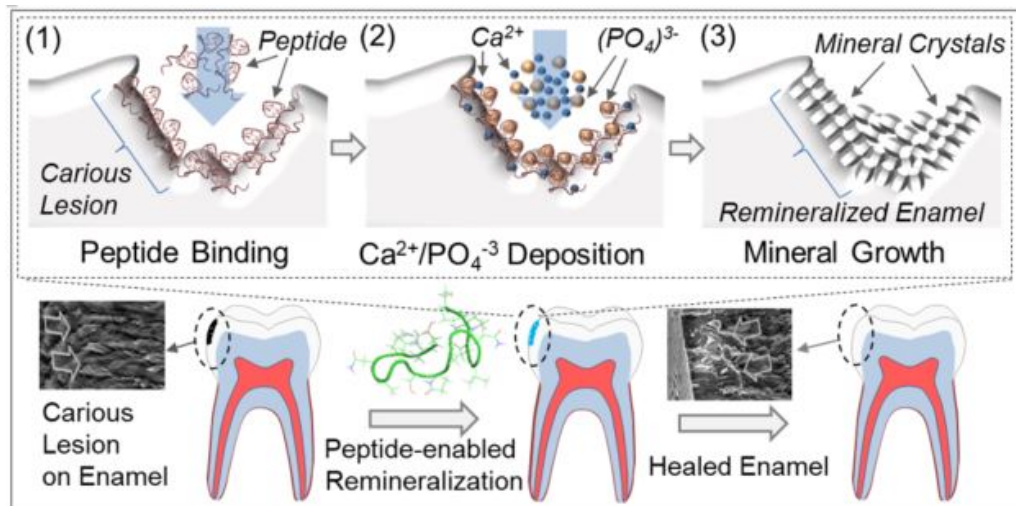 (1)
Peptide
Carious
Lesion
Peptide Binding
(2)
Ca²⁺
(PO₄)³⁻
Ca²⁺/PO₄⁻³ Deposition
(3)
Mineral Crystals
Remineralized Enamel
Mineral Growth
Carious
Lesion
on Enamel
Peptide-enabled
Remineralization
Healed Enamel